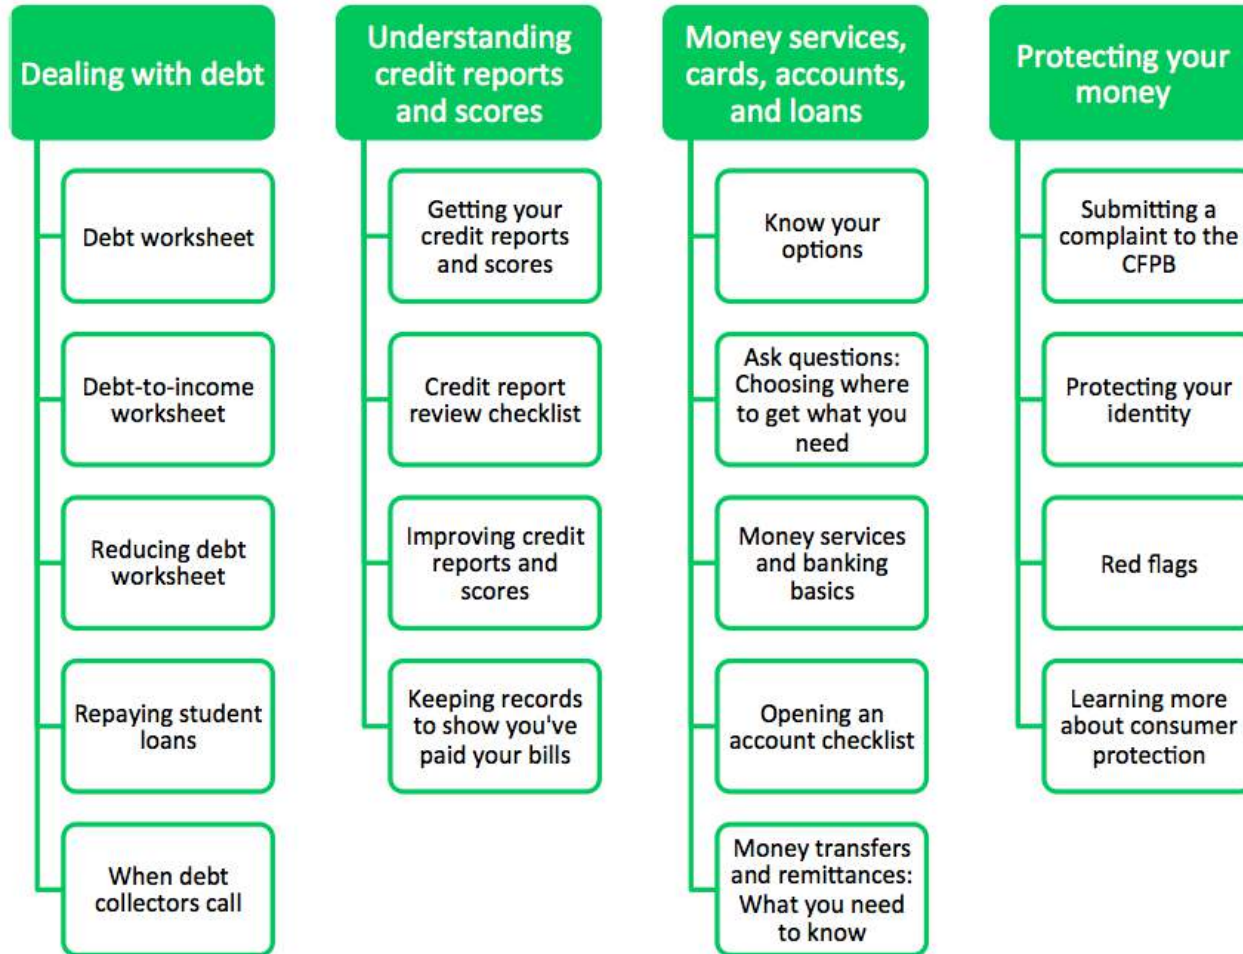 Dealing with debt
Debt worksheet
Debt-to-income
worksheet
Reducing debt
worksheet
Repaying student
loans
When debt
collectors call
Understanding
credit reports
and scores
Getting your
credit reports
and scores
Credit report
review checklist
Improving credit
reports and
scores
Keeping records
to show you've
paid your bills
Money services,
cards, accounts,
and loans
Know your
options
Ask questions:
Choosing where
to get what you
need
Money services
and banking
basics
Opening an
account checklist
Money transfers
and remittances:
What you need
to know
Protecting your
money
Submitting a
complaint to the
CFPB
Protecting your
identity
Red flags
Learning more
about consumer
protection